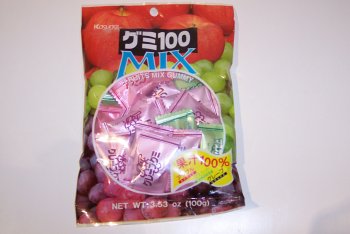 KASUGAI
グミ100
MIX
FRUITS MIX GUMMY
果汁100%
NET WT. 3.53 oz (100g)